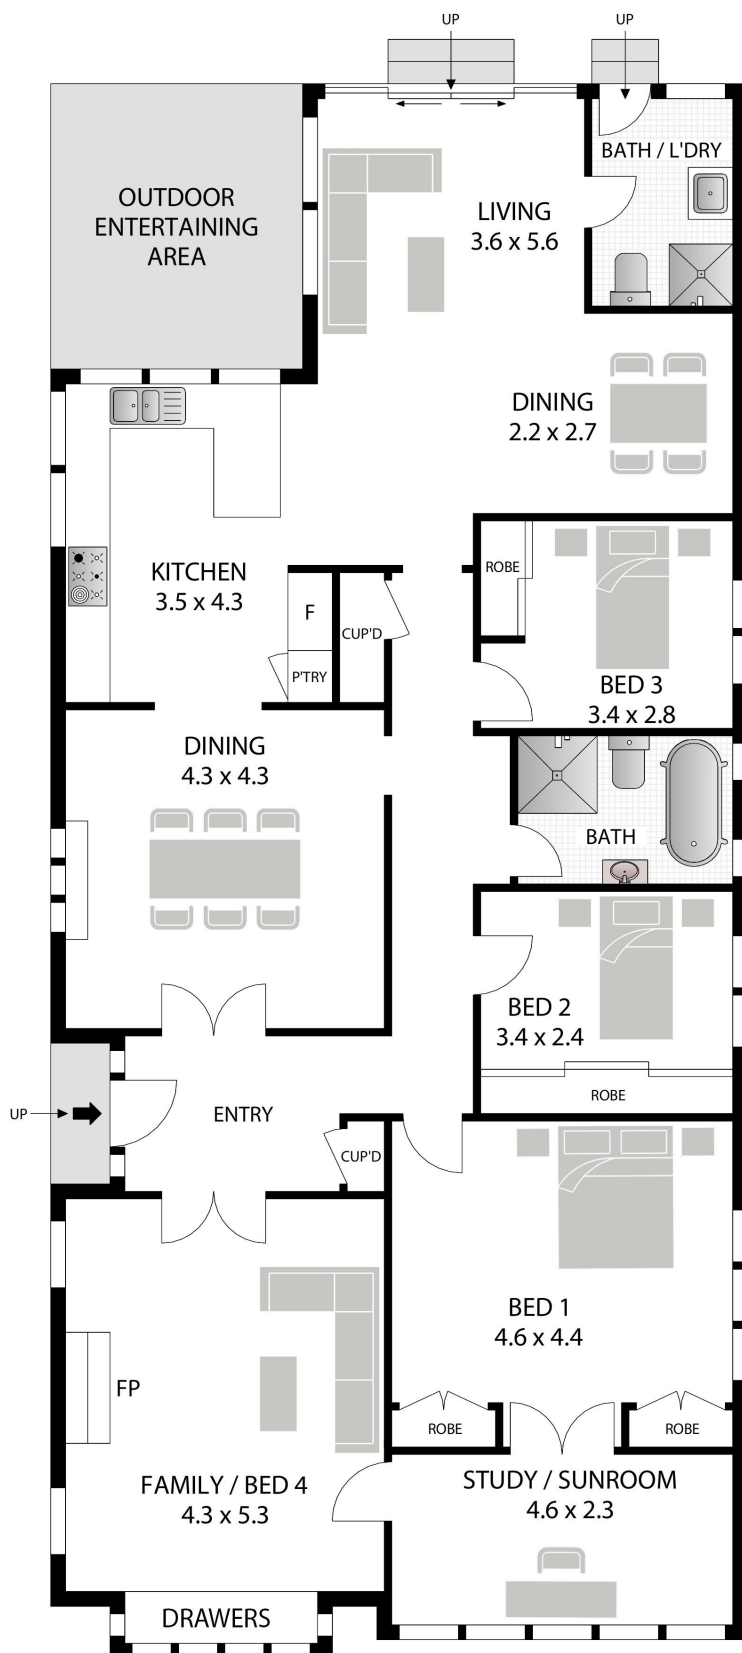 UP
UP
BATH / L'DRY
OUTDOOR
ENTERTAINING
AREA
LIVING
3.6 x 5.6
DINING
2.2 x 2.7
KITCHEN
3.5 x 4.3
F
CUP'D
P'TRY
ROBE
BED 3
3.4 x 2.8
DINING
4.3 x 4.3
BATH
BED 2
3.4 x 2.4
ROBE
UP
ENTRY
CUP'D
BED 1
4.6 x 4.4
FP
ROBE
ROBE
FAMILY / BED 4
4.3 x 5.3
STUDY / SUNROOM
4.6 x 2.3
DRAWERS